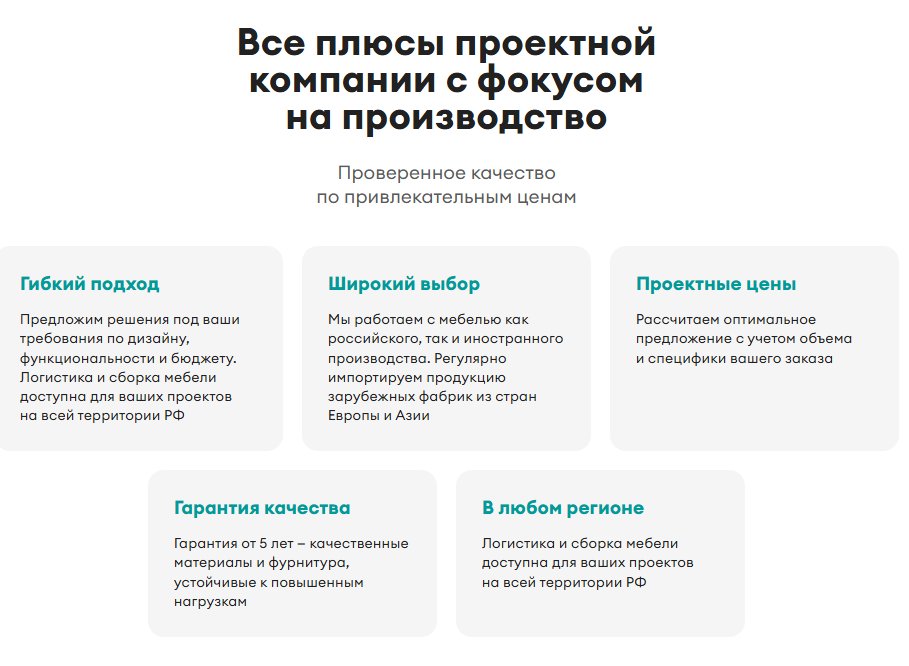 Все плюсы проектной
компании с фокусом
на производство
Проверенное качество
по привлекательным ценам
Гибкий подход
Предложим решения под ваши
требования по дизайну,
функциональности и бюджету.
Логистика и сборка мебели
доступна для ваших проектов
на всей территории РФ
Широкий выбор
Мы работаем с мебелью как
российского, так и иностранного
производства. Регулярно
импортируем продукцию
зарубежных фабрик из стран
Европы и Азии
Проектные цены
Рассчитаем оптимальное
предложение с учетом объема
и специфики вашего заказа
Гарантия качества
Гарантия от 5 лет — качественные
материалы и фурнитура,
устойчивые к повышенным
нагрузкам
В любом регионе
Логистика и сборка мебели
доступна для ваших проектов
на всей территории РФ